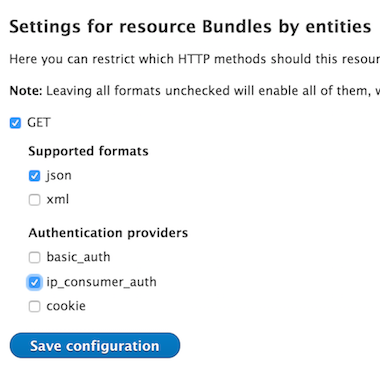 Settings for resource Bundles by entities
Here you can restrict which HTTP methods should this resour
Note: Leaving all formats unchecked will enable all of them, w
GET
Supported formats
json
xml
Authentication providers
basic_auth
ip_consumer_auth
cookie
Save configuration